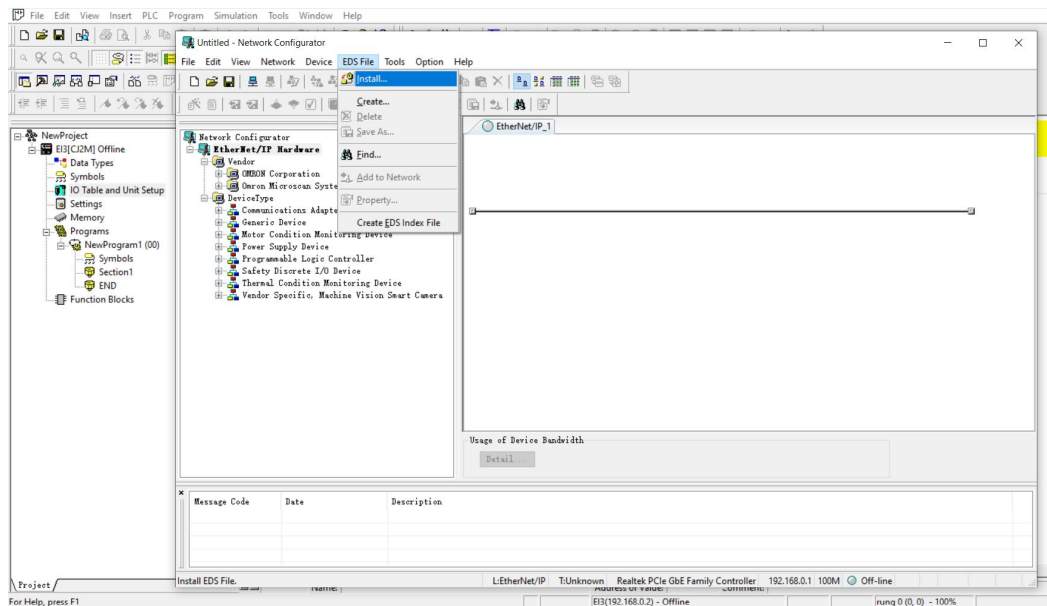 File Edit View Insert PLC Program Simulation Tools Window Help
Untitled - Network Configurator
File Edit View Network Device EDS File Tools Option Help
Install...
Create...
Delete
Save As...
Find...
Add to Network
Property...
Create EDS Index File
NewProject
EI3[CJ2M] Offline
Data Types
Symbols
IO Table and Unit Setup
Settings
Memory
Programs
NewProgram1 (00)
Symbols
Section1
END
Function Blocks
Network Configurator
EtherNet/IP Hardware
Vendor
OMRON Corporation
Omron Microscan Syste
DeviceType
Communications Adapte
Generic Device
Motor Condition Monitoring Device
Power Supply Device
Programmable Logic Controller
Safety Discrete I/O Device
Thermal Condition Monitoring Device
Vendor Specific, Machine Vision Smart Camera
EtherNet/IP_1
Usage of Device Bandwidth
Detail...
Message Code Date Description
Install EDS File. L:EtherNet/IP T:Unknown Realtek PCIe GbE Family Controller 192.168.0.1 100M Off-line
Project
Name: Address or Value: Comment:
For Help, press F1 EI3(192.168.0.2) - Offline rung 0 (0, 0) - 100%